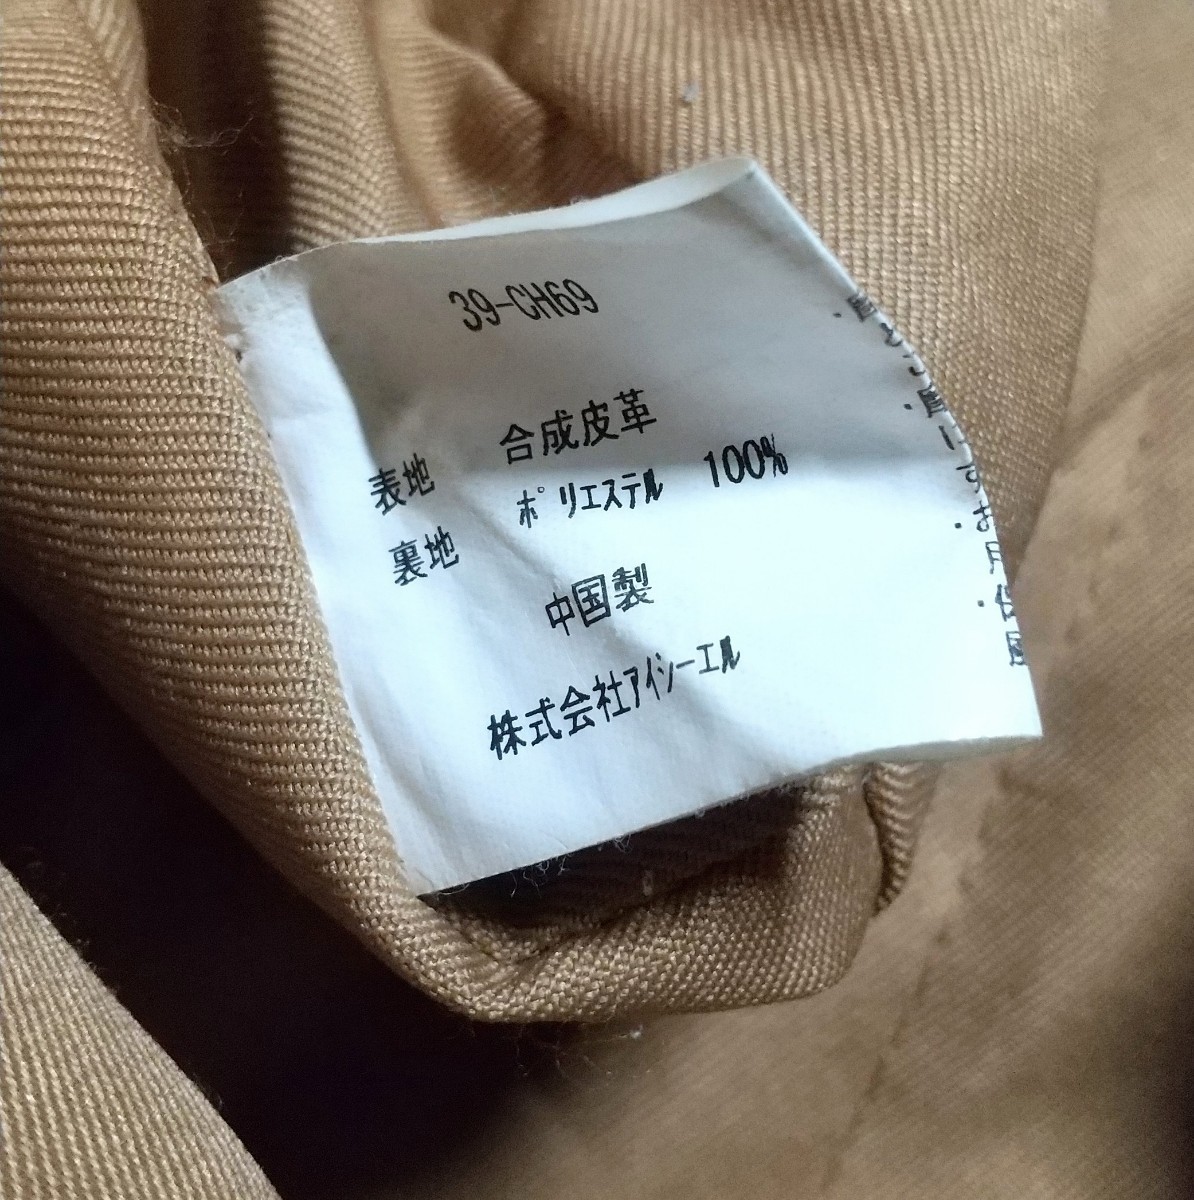 39-CH69
表地 合成皮革
裏地 ポリエステル 100%
中国製
株式会社アイシーエル